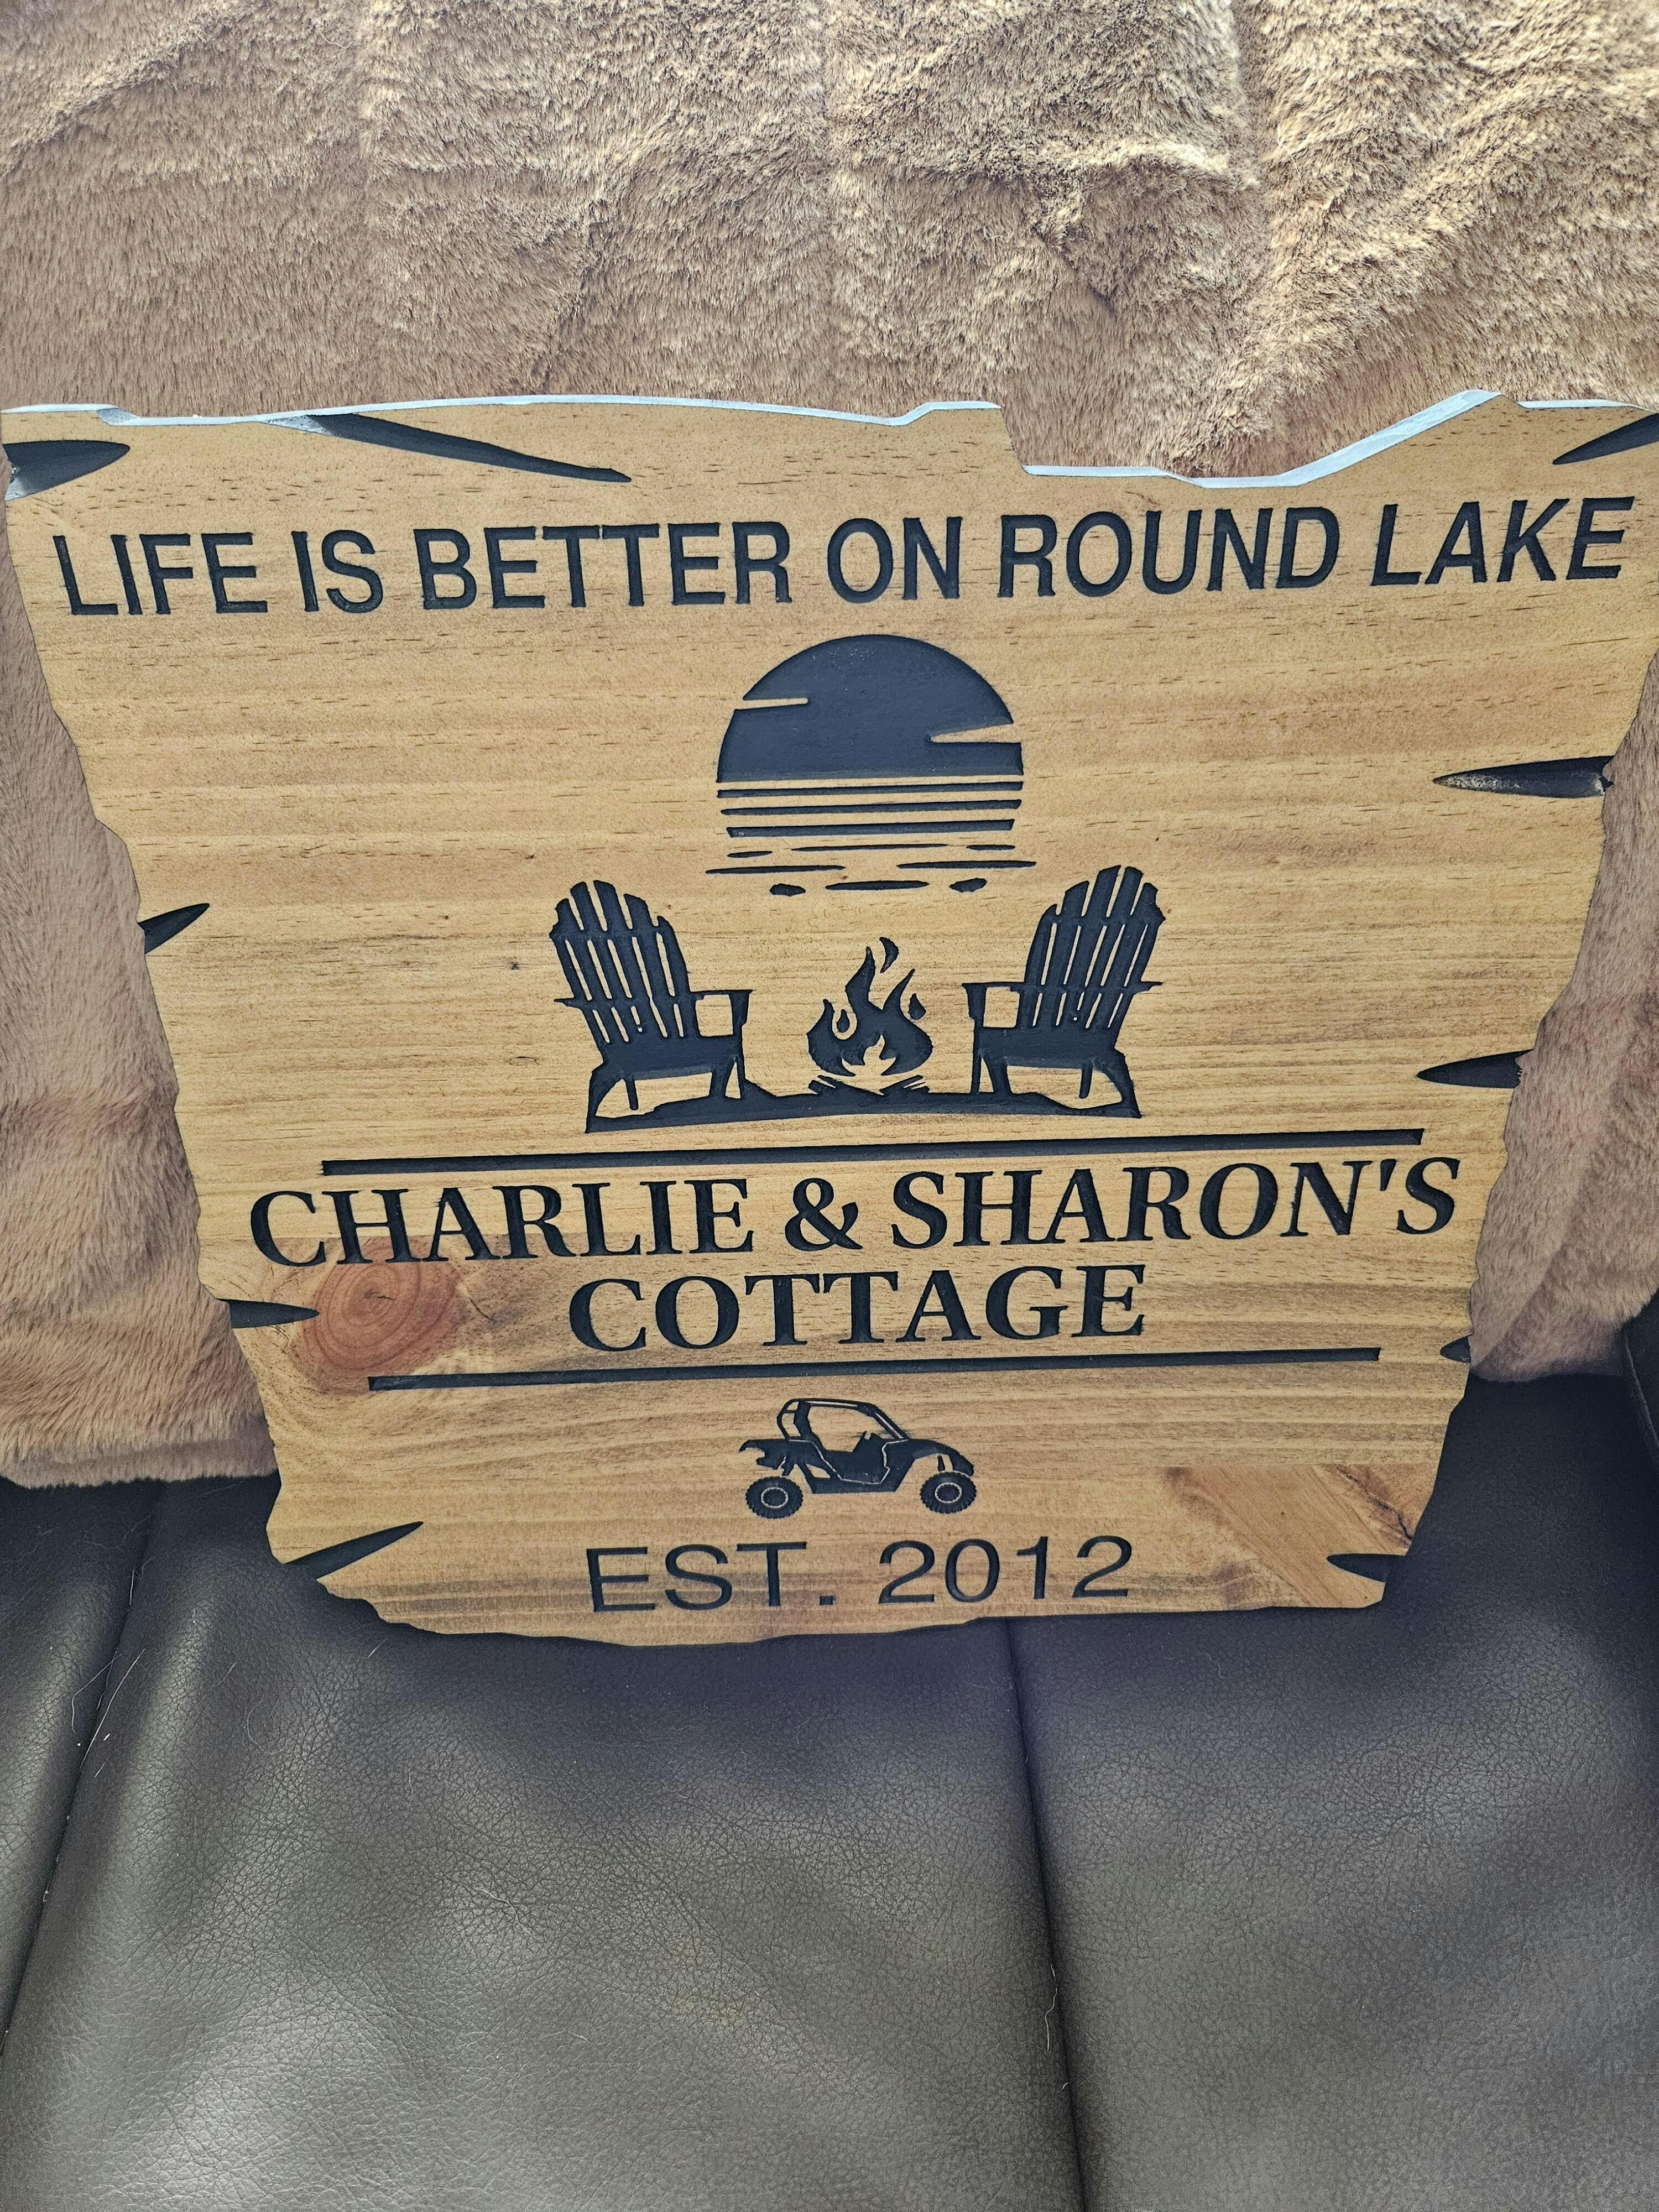 LIFE IS BETTER ON ROUND LAKE
CHARLIE & SHARON'S
COTTAGE
EST. 2012